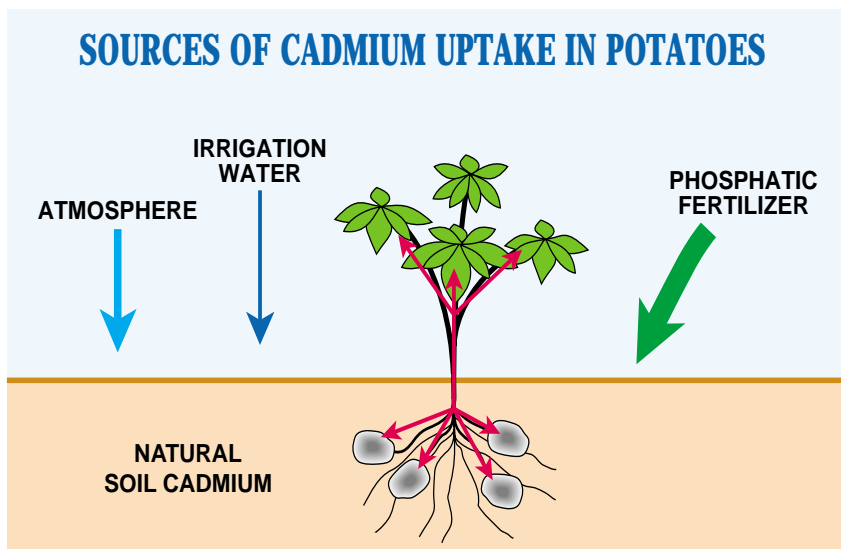 SOURCES OF CADMIUM UPTAKE IN POTATOES
IRRIGATION
WATER
ATMOSPHERE
PHOSPHATIC
FERTILIZER
NATURAL
SOIL CADMIUM